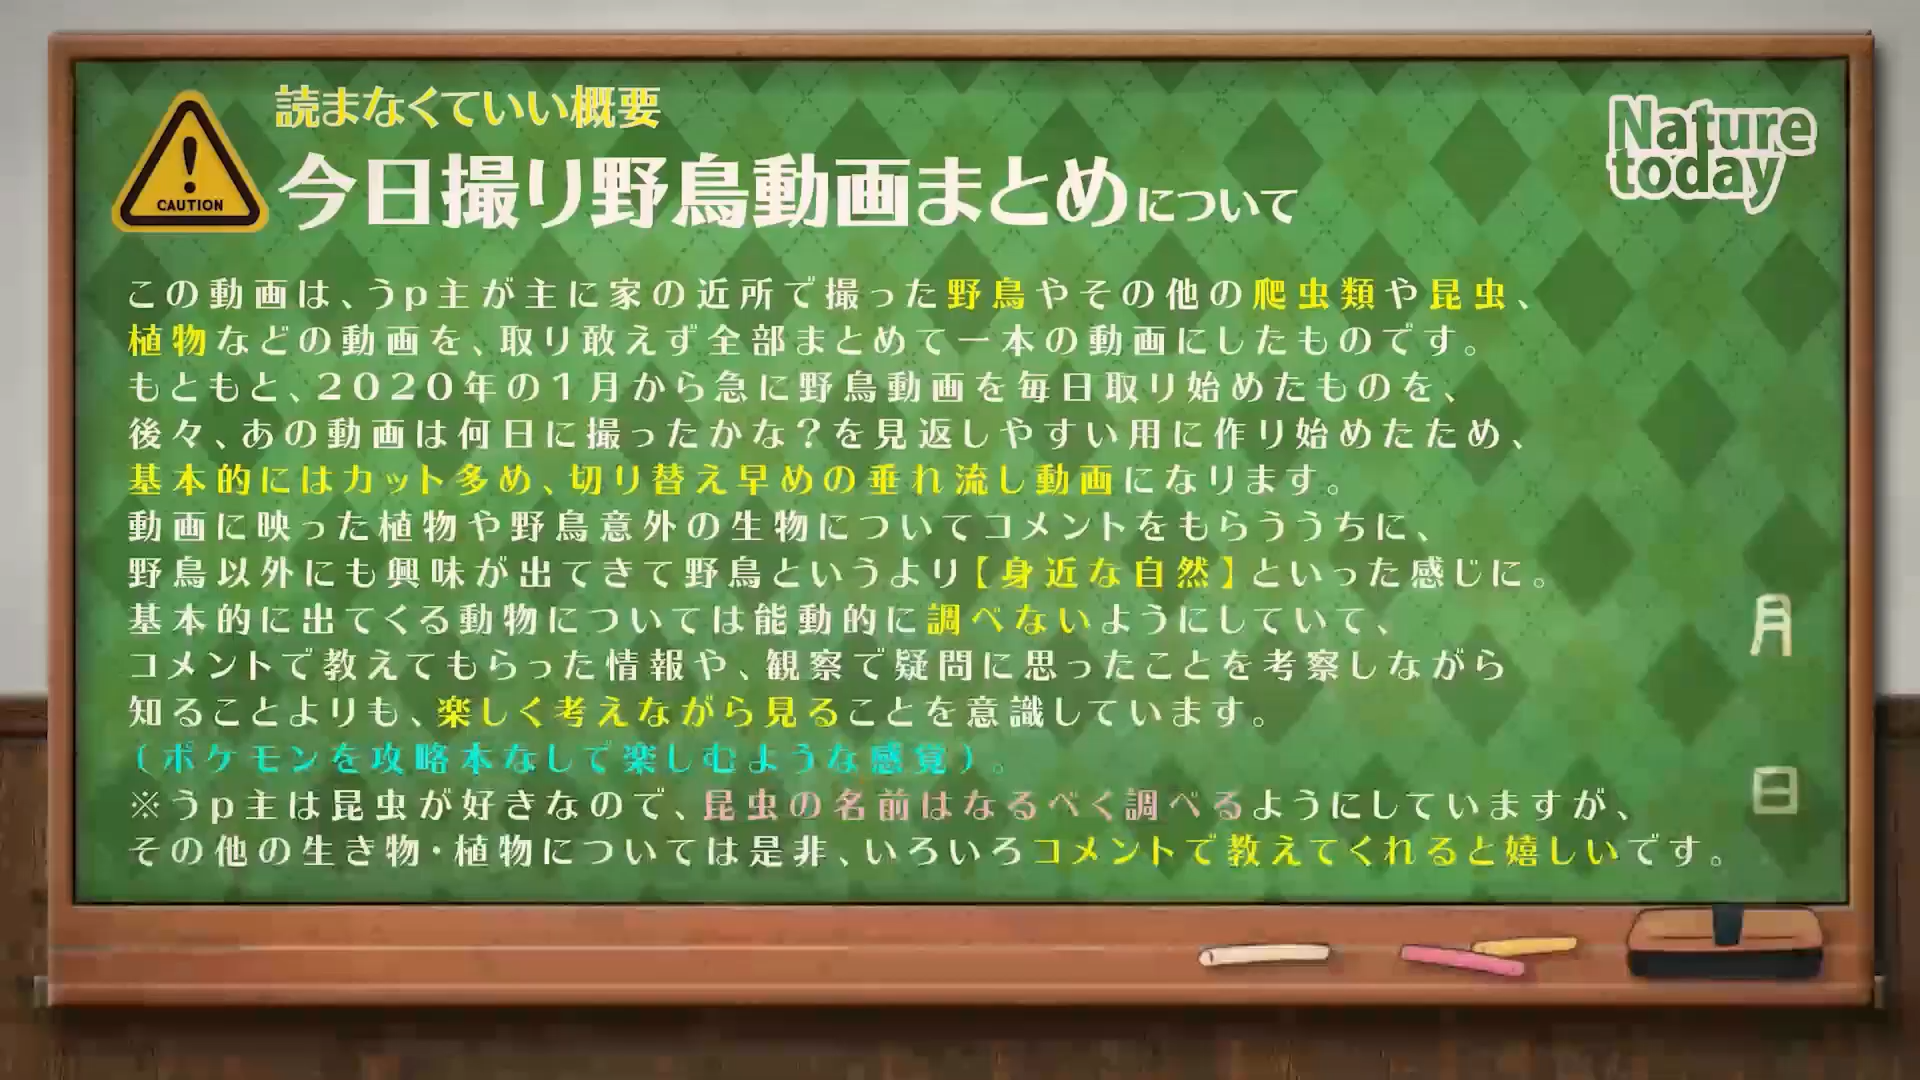 読まなくていい概要
今日撮り野鳥動画まとめについて
CAUTION
Nature
today
この動画は、うp主が主に家の近所で撮った野鳥やその他の爬虫類や昆虫、
植物などの動画を、取り敢えず全部まとめて一本の動画にしたものです。
もともと、2020年の1月から急に野鳥動画を毎日取り始めたものを、
後々、あの動画は何日に撮ったかな?を見返しやすい用に作り始めたため、
基本的にはカット多め、切り替え早めの垂れ流し動画になります。
動画に映った植物や野鳥意外の生物についてコメントをもらううちに、
野鳥以外にも興味が出てきて野鳥というより【身近な自然】といった感じに。
基本的に出てくる動物については能動的に調べないようにしていて、
コメントで教えてもらった情報や、観察で疑問に思ったことを考察しながら
知ることよりも、楽しく考えながら見ることを意識しています。
(ポケモンを攻略本なしで楽しむような感覚)。
※うp主は昆虫が好きなので、昆虫の名前はなるべく調べるようにしていますが、
その他の生き物・植物については是非、いろいろコメントで教えてくれると嬉しいです。
月
日